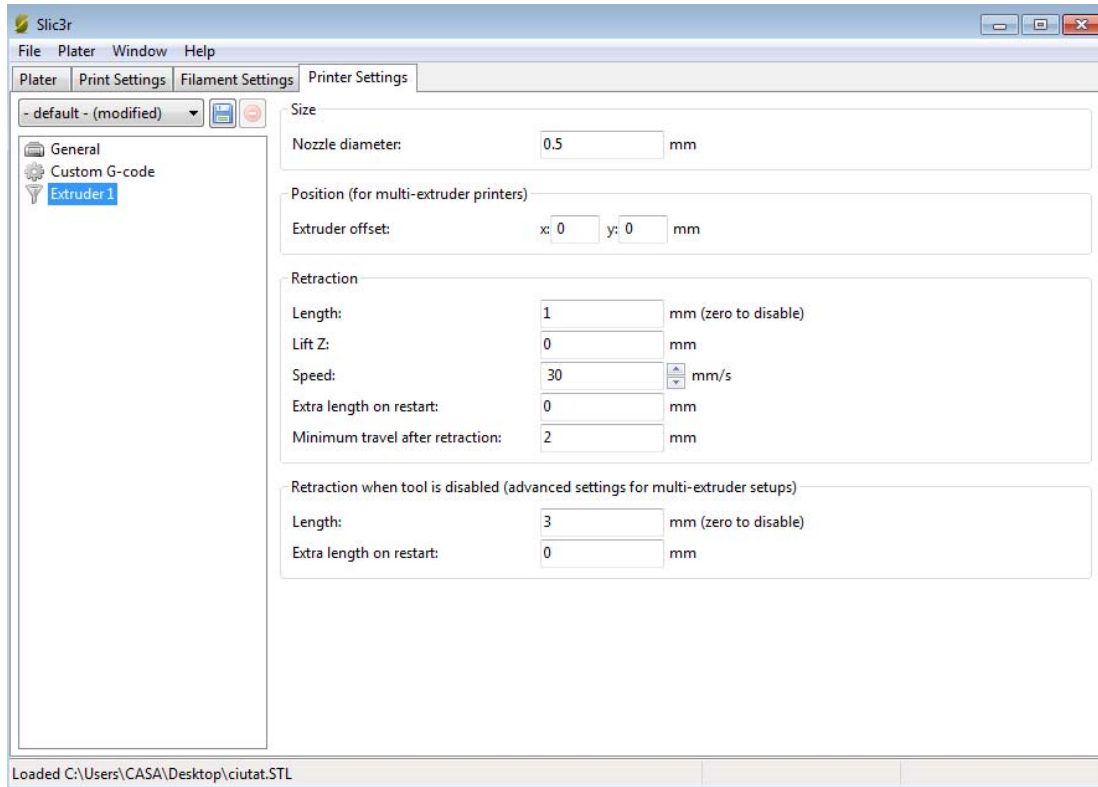 Slic3r
File Plater Window Help
Plater Print Settings Filament Settings Printer Settings
- default - (modified)
General
Custom G-code
Extruder 1
Size
Nozzle diameter: 0.5 mm
Position (for multi-extruder printers)
Extruder offset: x: 0 y: 0 mm
Retraction
Length: 1 mm (zero to disable)
Lift Z: 0 mm
Speed: 30 mm/s
Extra length on restart: 0 mm
Minimum travel after retraction: 2 mm
Retraction when tool is disabled (advanced settings for multi-extruder setups)
Length: 3 mm (zero to disable)
Extra length on restart: 0 mm
Loaded C:\Users\CASA\Desktop\ciutat.STL